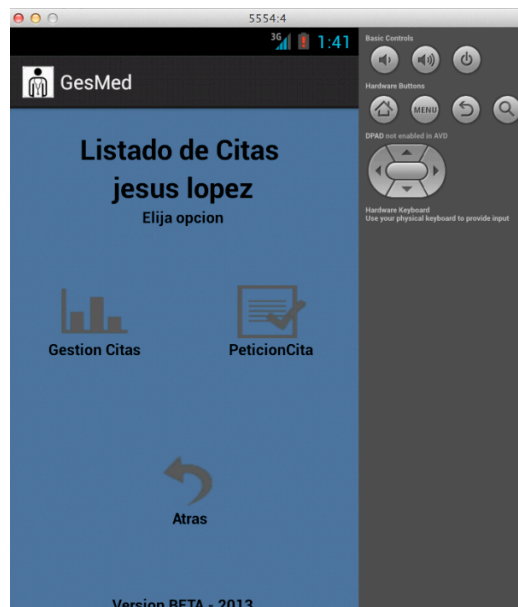 5554:4
3G 1:41
GesMed
Listado de Citas
jesus lopez
Elija opcion
Gestion Citas
PeticionCita
Atras
Version BETA - 2013
Basic Controls
Hardware Buttons
MENU
DPAD not enabled in AVD
Hardware Keyboard
Use your physical keyboard to provide input